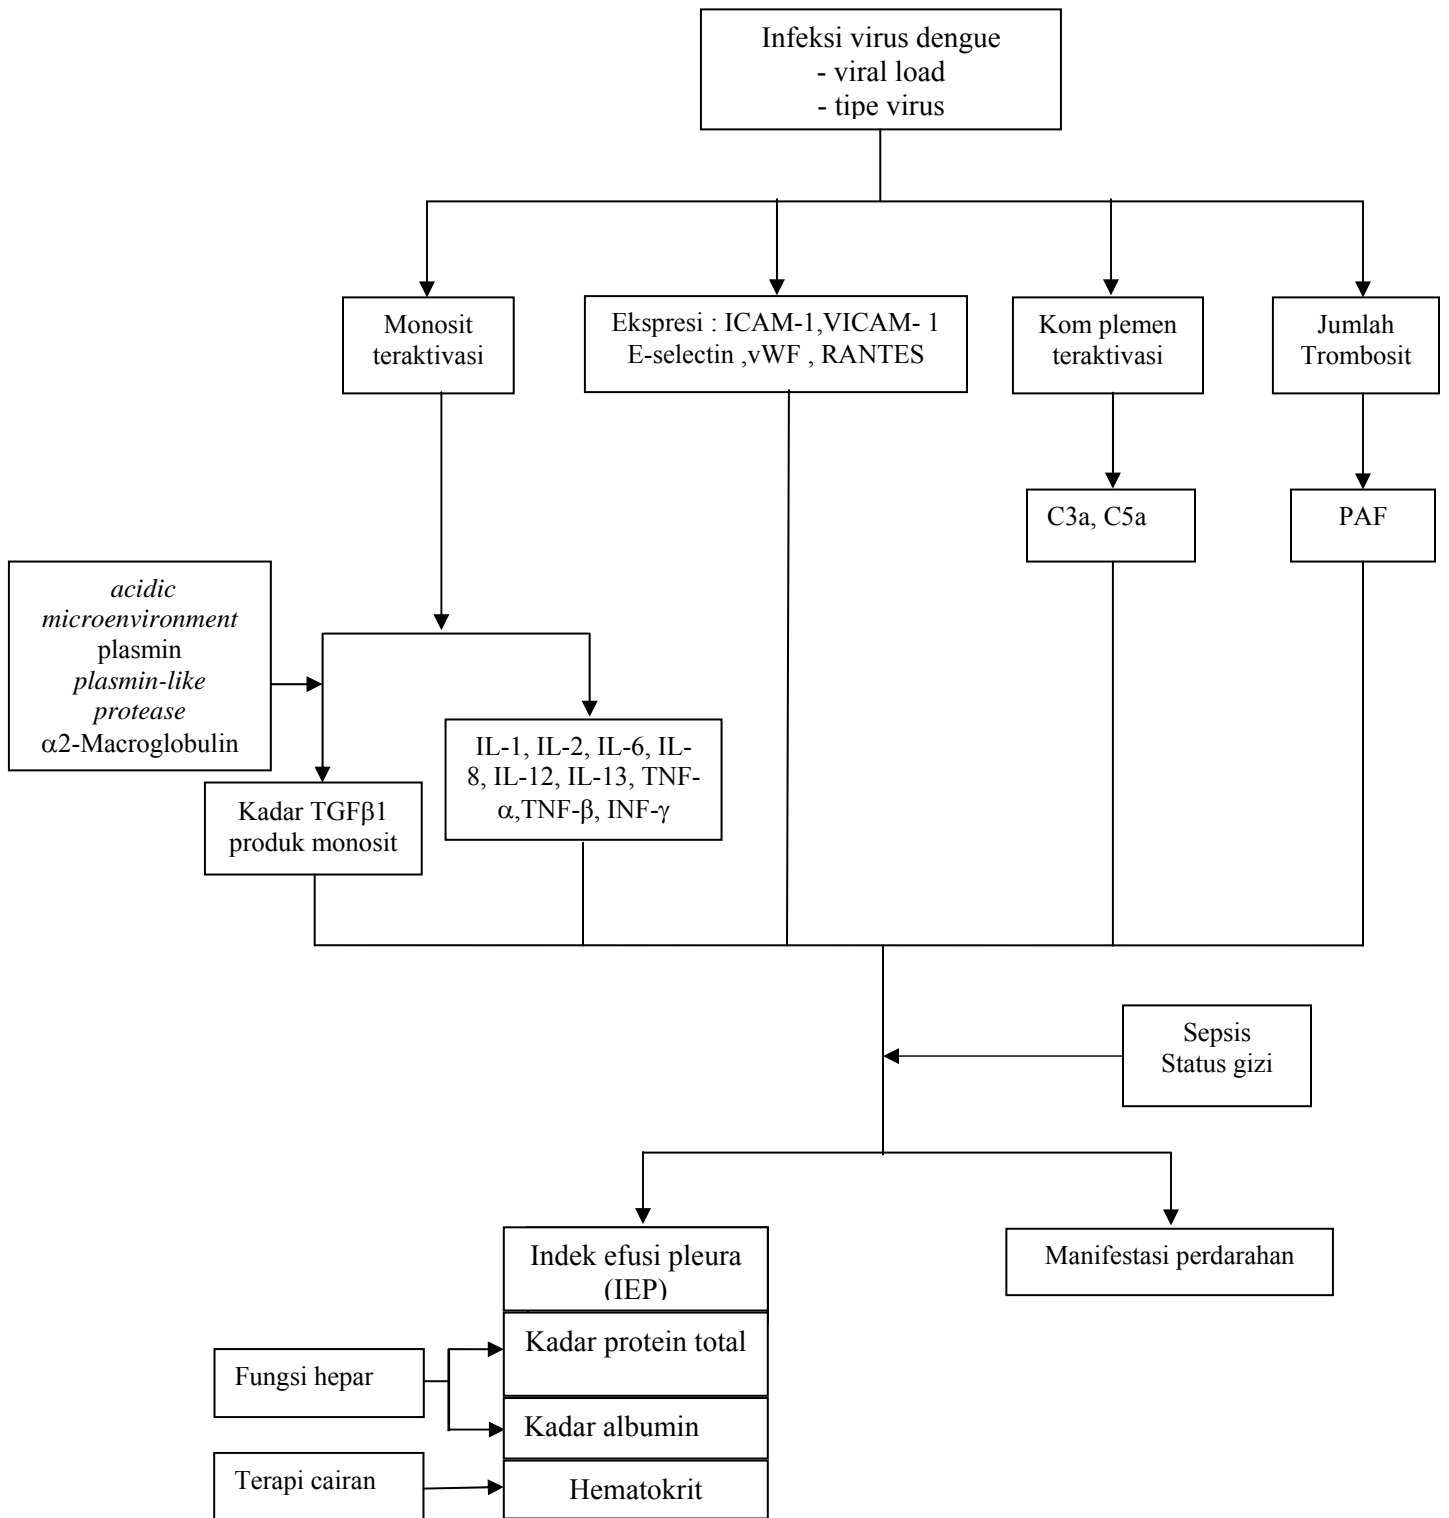 Infeksi virus dengue
- viral load
- tipe virus
Monosit
teraktivasi
Ekspresi : ICAM-1,VICAM- 1
E-selectin ,vWF , RANTES
Kom plemen
teraktivasi
Jumlah
Trombosit
C3a, C5a
PAF
acidic
microenvironment
plasmin
plasmin-like
protease
α2-Macroglobulin
IL-1, IL-2, IL-6, IL-
8, IL-12, IL-13, TNF-
α,TNF-β, INF-γ
Kadar TGFβ1
produk monosit
Sepsis
Status gizi
Indek efusi pleura
(IEP)
Manifestasi perdarahan
Kadar protein total
Fungsi hepar
Kadar albumin
Terapi cairan
Hematokrit